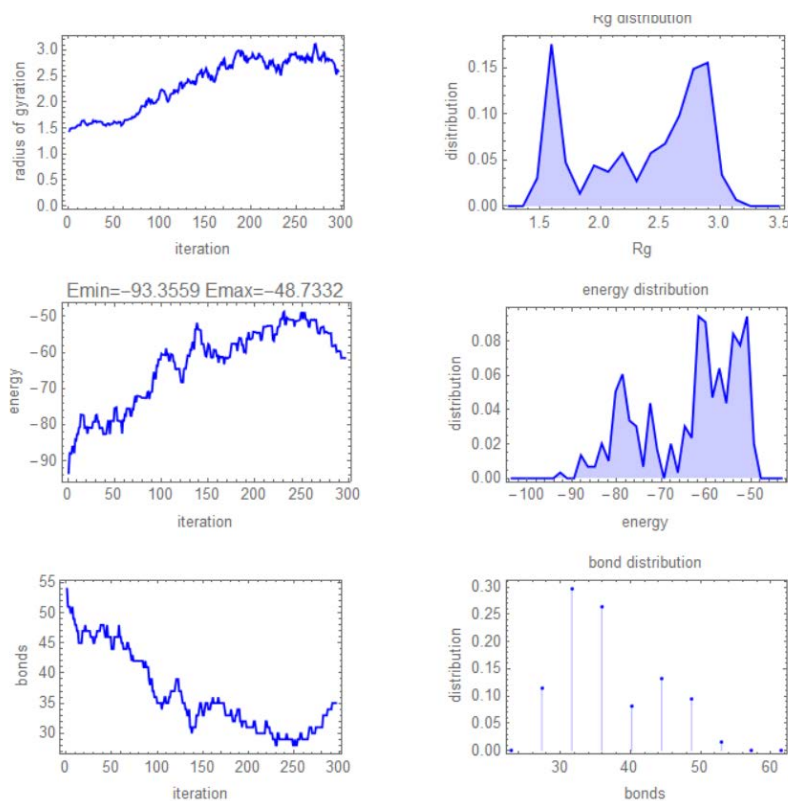 Rg distribution
3.0
2.5
2.0
1.5
1.0
0.5
0.0
radius of gyration
0 50 100 150 200 250 300
iteration
0.15
0.10
0.05
0.00
disitribution
1.5 2.0 2.5 3.0 3.5
Rg
Emin=−93.3559 Emax=−48.7332
−50
−60
−70
−80
−90
energy
0 50 100 150 200 250 300
iteration
energy distribution
0.08
0.06
0.04
0.02
0.00
distribution
−100 −90 −80 −70 −60 −50
energy
55
50
45
40
35
30
bonds
0 50 100 150 200 250 300
iteration
bond distribution
0.30
0.25
0.20
0.15
0.10
0.05
0.00
distribution
30 40 50 60
bonds